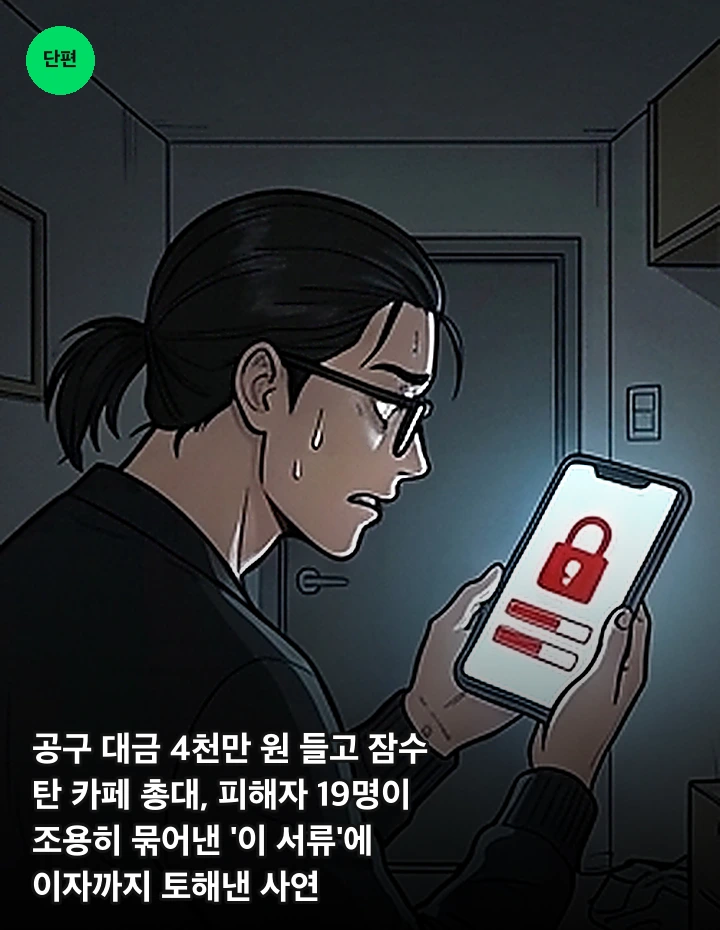 단편
공구 대금 4천만 원 들고 잠수
탄 카페 총대, 피해자 19명이
조용히 묶어낸 '이 서류'에
이자까지 토해낸 사연